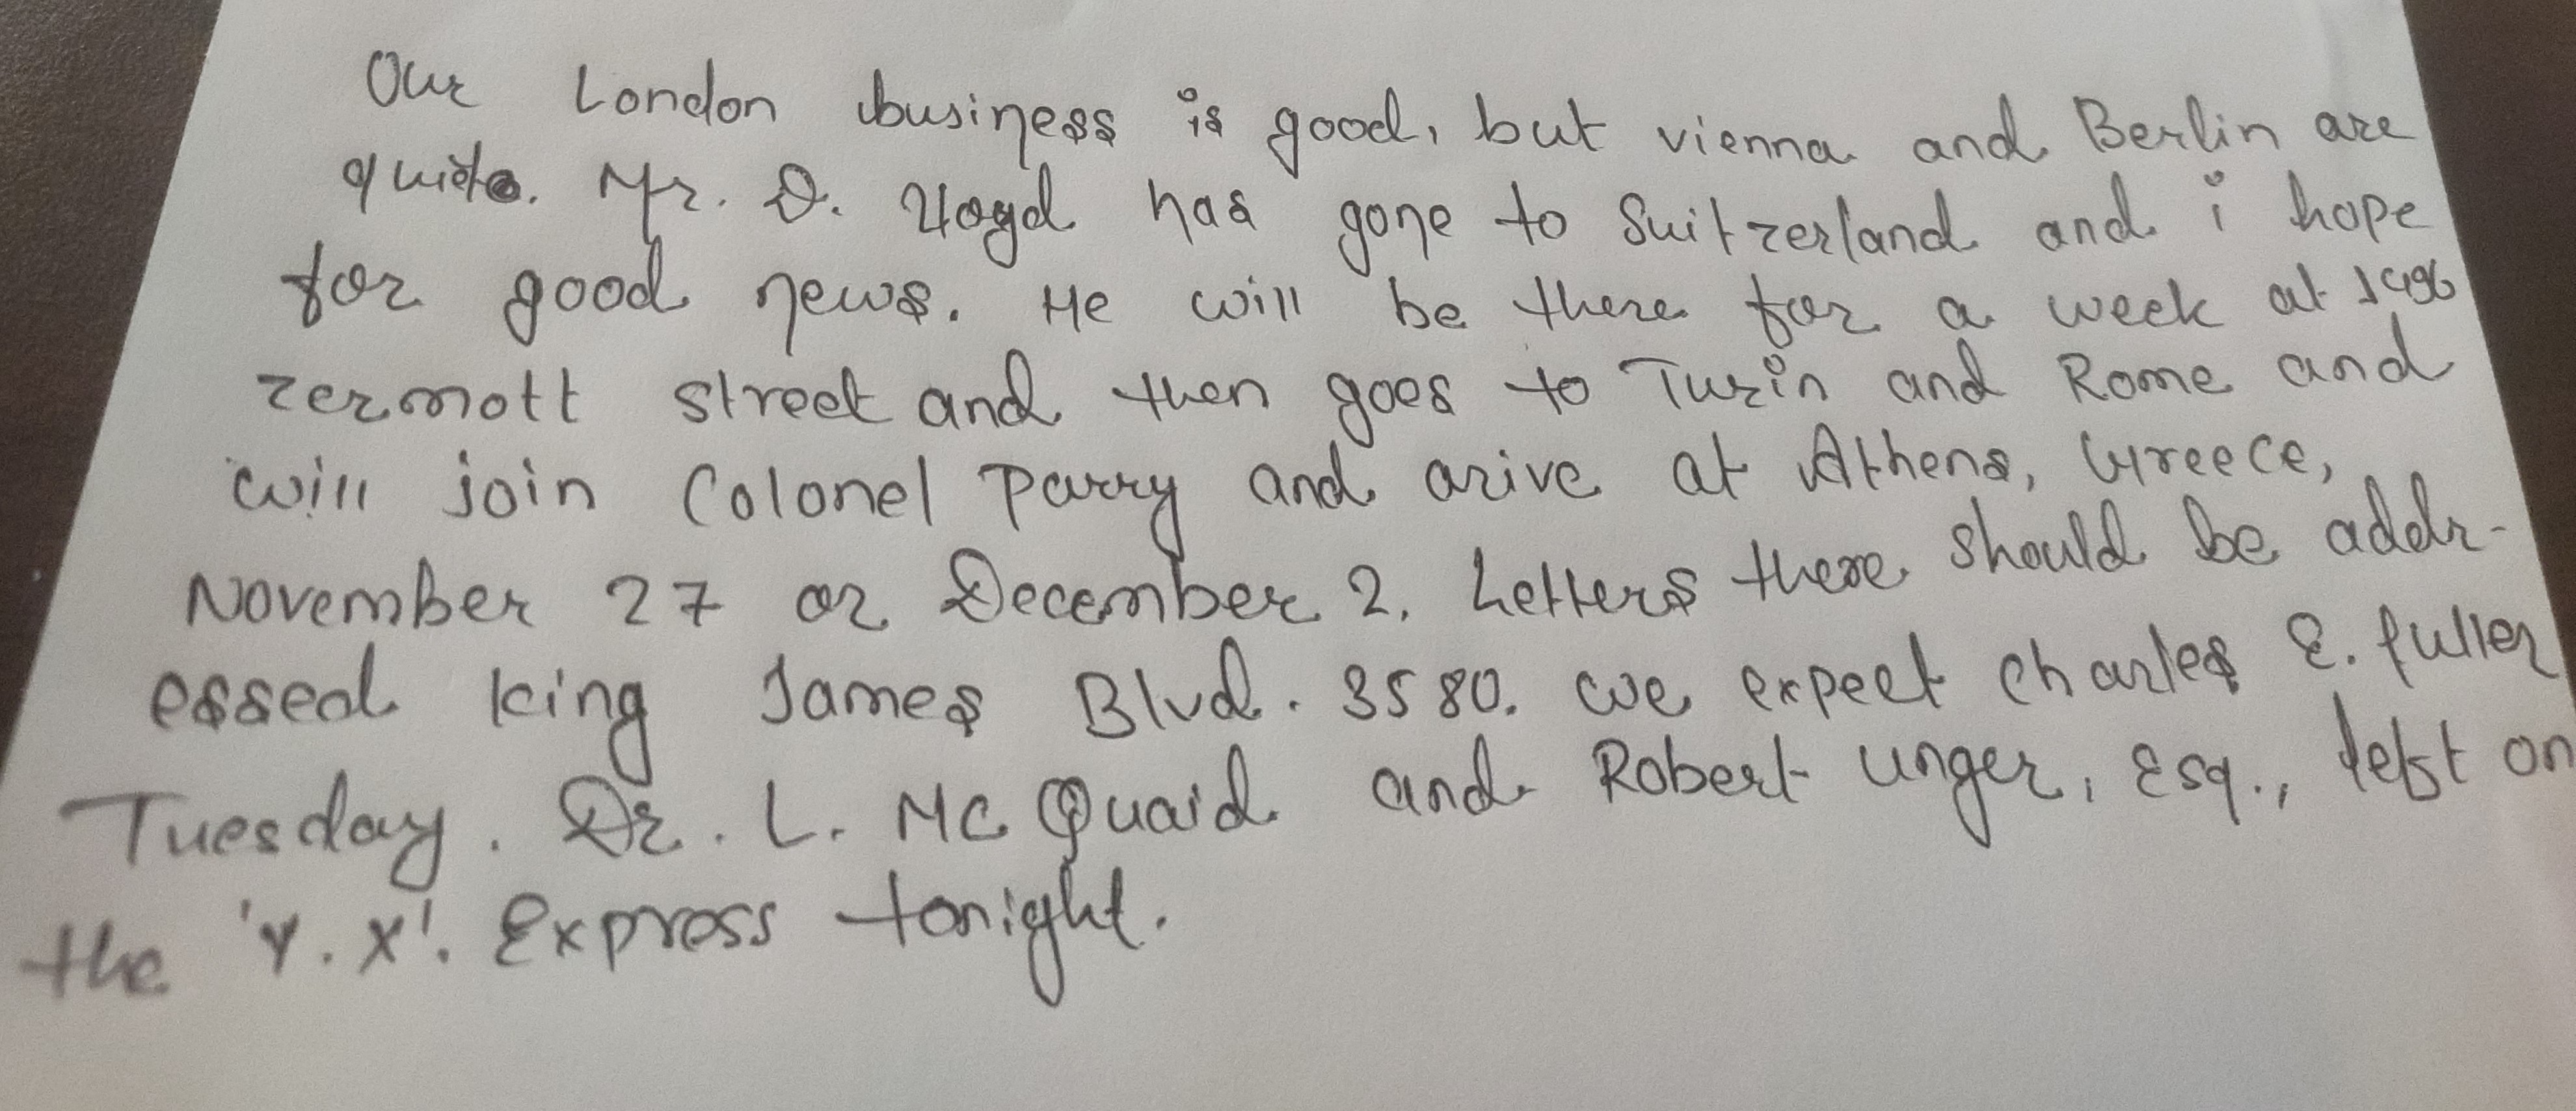 Our London business is good, but vienna and Berlin are
quite. Mr. D. Lloyd has gone to Suitzerland and i hope
for good news. He will be there for a week at 1496
zermott street and then goes to Turin and Rome and
will join Colonel Parry and arive at Athens, Greece,
November 27 or December 2. Letters there should be addr-
essed king James Blvd. 3580. we expect Charles E. fuller
Tuesday. Dr. L. MC Quaid and Robert Unger, Esq., left on
the 'Y. X'. Express tonight.